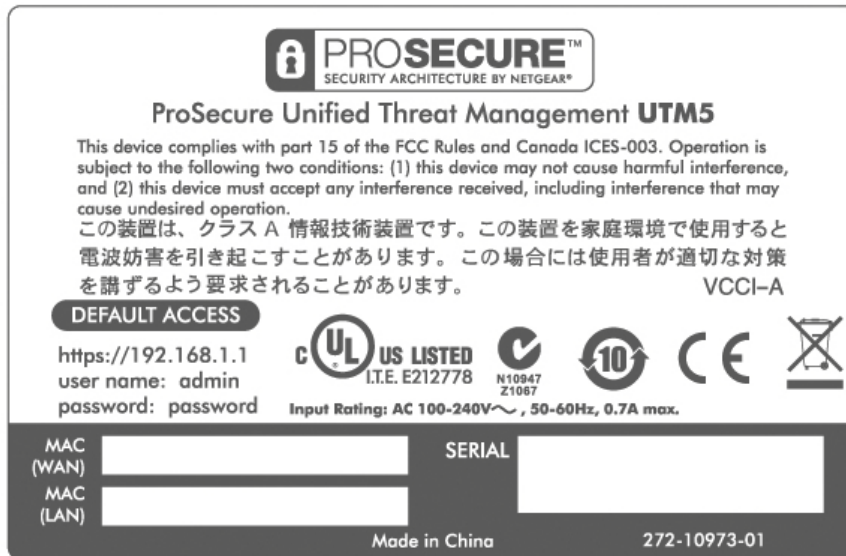 PROSECURE™
SECURITY ARCHITECTURE BY NETGEAR®
ProSecure Unified Threat Management UTM5
This device complies with part 15 of the FCC Rules and Canada ICES-003. Operation is
subject to the following two conditions: (1) this device may not cause harmful interference,
and (2) this device must accept any interference received, including interference that may
cause undesired operation.
この装置は、クラス A 情報技術装置です。この装置を家庭環境で使用すると
電波妨害を引き起こすことがあります。この場合には使用者が適切な対策
を講ずるよう要求されることがあります。 VCCI-A
DEFAULT ACCESS
https://192.168.1.1
user name: admin
password: password
C UL® US LISTED
I.T.E. E212778
N10947
Z1067
10
CE
Input Rating: AC 100-240V～ , 50-60Hz, 0.7A max.
MAC
(WAN)
MAC
(LAN)
SERIAL
Made in China
272-10973-01